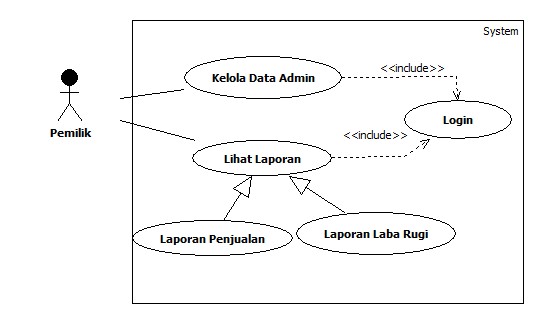 System
<<include>>
Kelola Data Admin
Login
Pemilik
<<include>>
Lihat Laporan
Laporan Penjualan
Laporan Laba Rugi